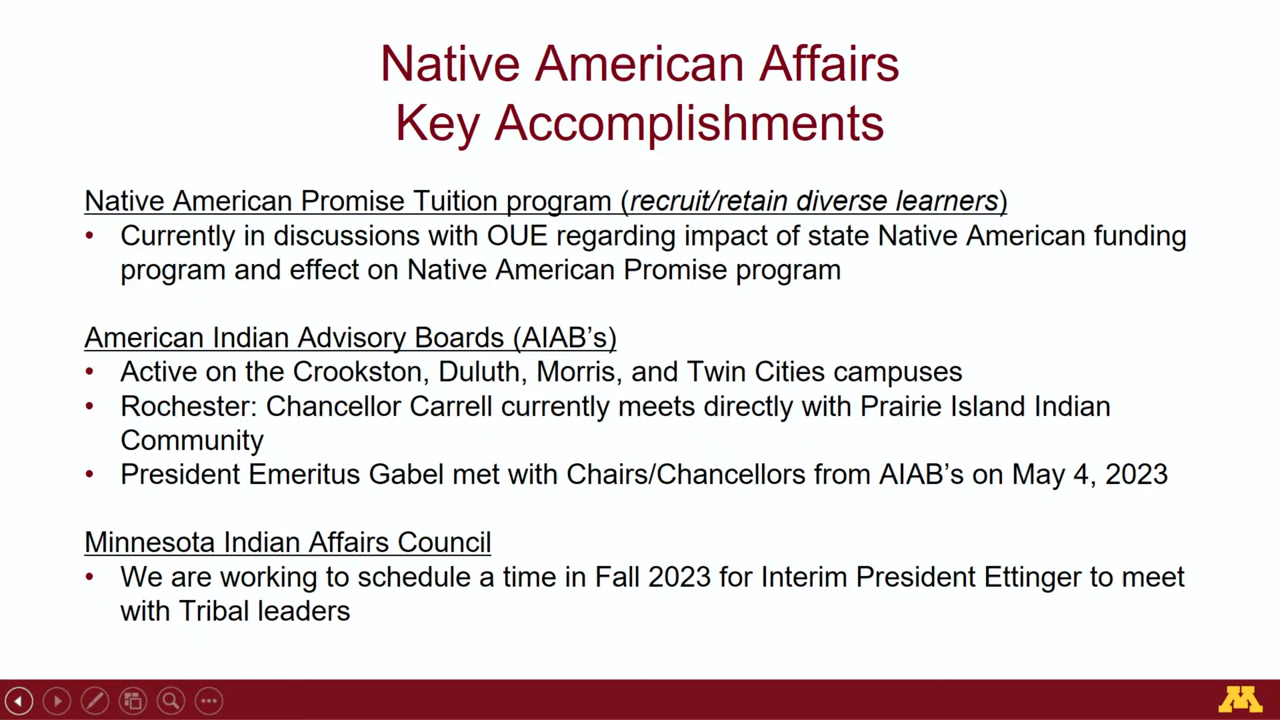 Native American Affairs
Key Accomplishments
Native American Promise Tuition program (recruit/retain diverse learners)
• Currently in discussions with OUE regarding impact of state Native American funding
program and effect on Native American Promise program
American Indian Advisory Boards (AIAB's)
• Active on the Crookston, Duluth, Morris, and Twin Cities campuses
• Rochester: Chancellor Carrell currently meets directly with Prairie Island Indian
Community
• President Emeritus Gabel met with Chairs/Chancellors from AIAB's on May 4, 2023
Minnesota Indian Affairs Council
• We are working to schedule a time in Fall 2023 for Interim President Ettinger to meet
with Tribal leaders
M